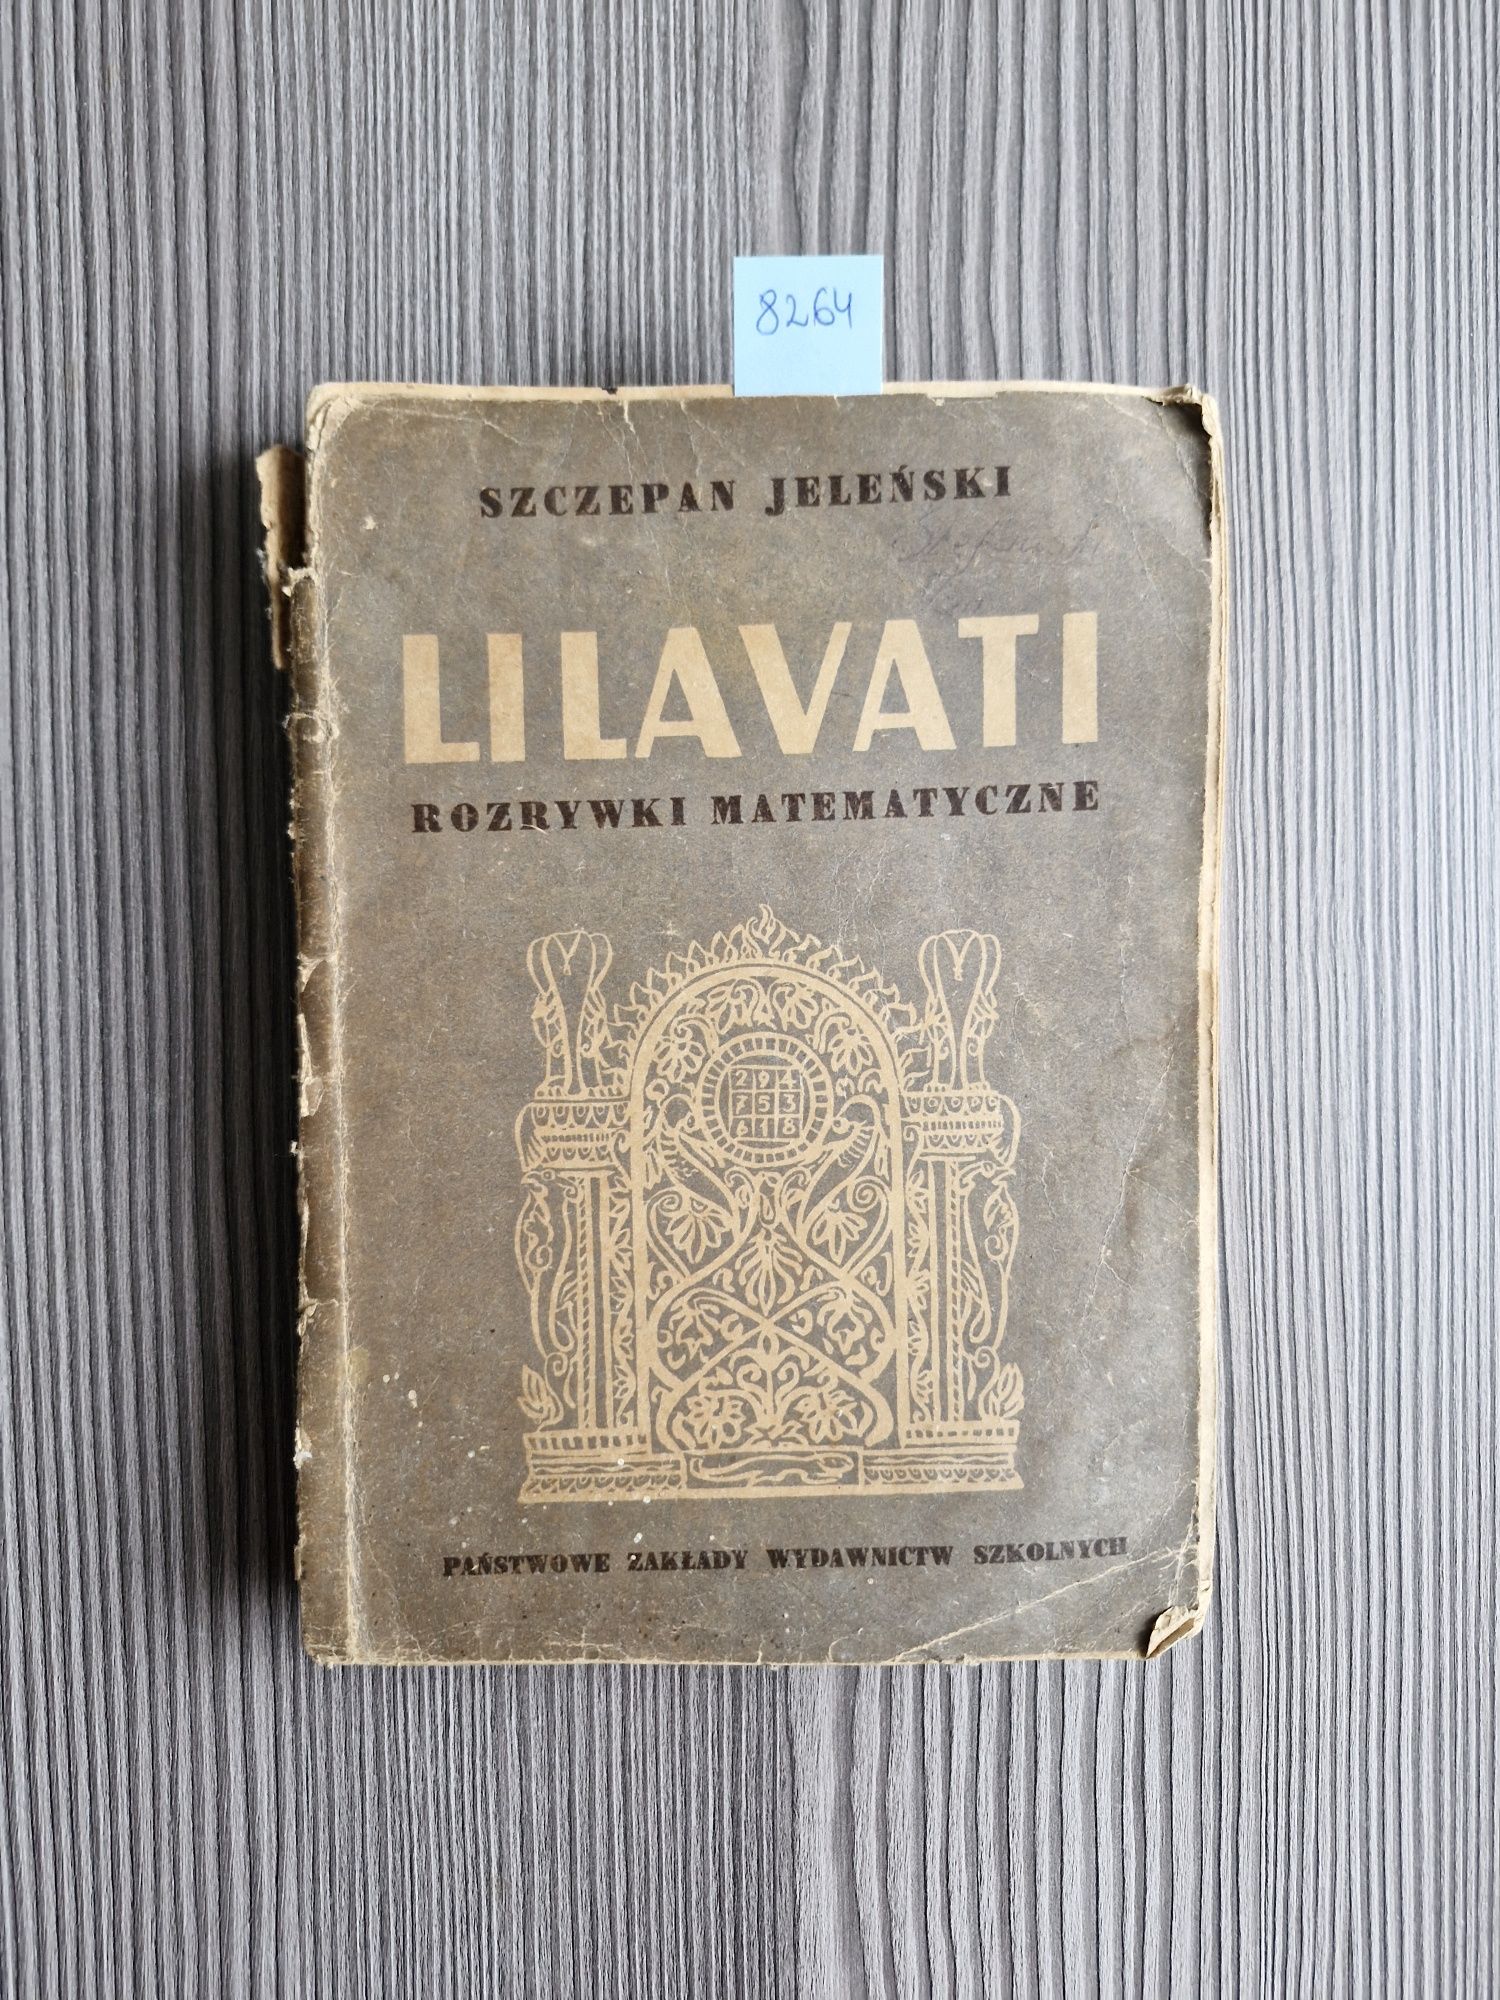 8264
SZCZEPAN JELEŃSKI
LILAVATI
ROZRYWKI MATEMATYCZNE
2 9 4
7 5 3
6 1 8
PAŃSTWOWE ZAKŁADY WYDAWNICTW SZKOLNYCH